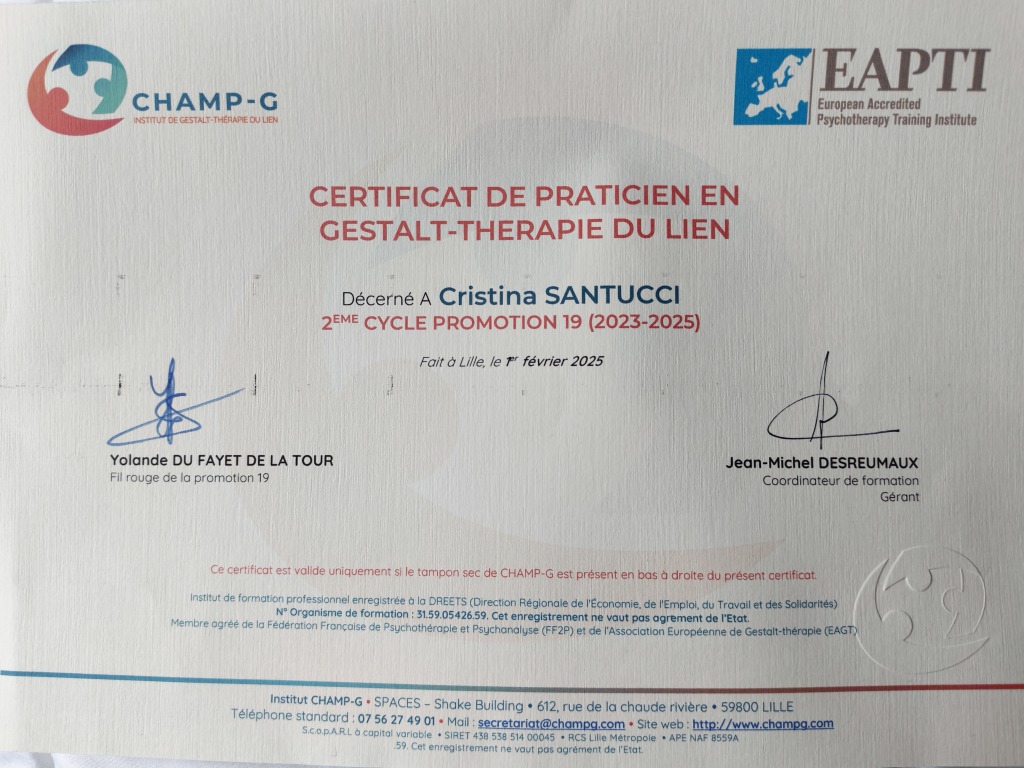 CHAMP-G
INSTITUT DE GESTALT-THÉRAPIE DU LIEN
EAPTI
European Accredited
Psychotherapy Training Institute
CERTIFICAT DE PRATICIEN EN
GESTALT-THERAPIE DU LIEN
Décerné A Cristina SANTUCCI
2EME CYCLE PROMOTION 19 (2023-2025)
Fait à Lille, le 1er février 2025
Yolande DU FAYET DE LA TOUR
Fil rouge de la promotion 19
Jean-Michel DESREUMAUX
Coordinateur de formation
Gérant
Ce certificat est valide uniquement si le tampon sec de CHAMP-G est présent en bas à droite du présent certificat.
Institut de formation professionnel enregistrée à la DREETS (Direction Régionale de l'Économie, de l'Emploi, du Travail et des Solidarités)
N° Organisme de formation : 31.59.05426.59. Cet enregistrement ne vaut pas agrement de l'Etat.
Membre agréé de la Fédération Française de Psychothérapie et Psychanalyse (FF2P) et de l'Association Européenne de Gestalt-thérapie (EAGT)
Institut CHAMP-G • SPACES – Shake Building • 612, rue de la chaude rivière • 59800 LILLE
Téléphone standard : 07 56 27 49 01 • Mail : secretariat@champg.com • Site web : http://www.champg.com
S.c.o.p.A.R.L à capital variable • SIRET 438 538 514 00045 • RCS Lille Métropole • APE NAF 8559A
.59. Cet enregistrement ne vaut pas agrément de l'Etat.